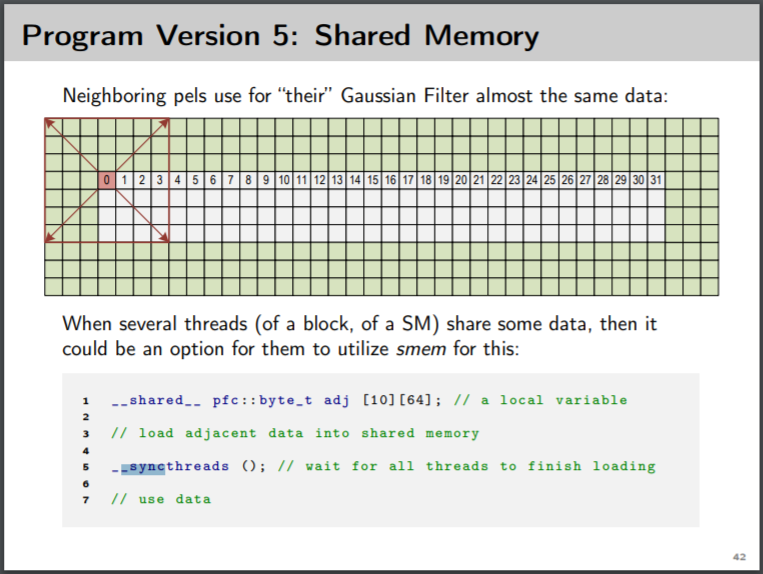 Program Version 5: Shared Memory
Neighboring pels use for “their” Gaussian Filter almost the same data:
0 1 2 3 4 5 6 7 8 9 10 11 12 13 14 15 16 17 18 19 20 21 22 23 24 25 26 27 28 29 30 31
When several threads (of a block, of a SM) share some data, then it
could be an option for them to utilize smem for this:
1 __shared__ pfc::byte_t adj [10][64]; // a local variable
2
3 // load adjacent data into shared memory
4
5 __syncthreads (); // wait for all threads to finish loading
6
7 // use data
42